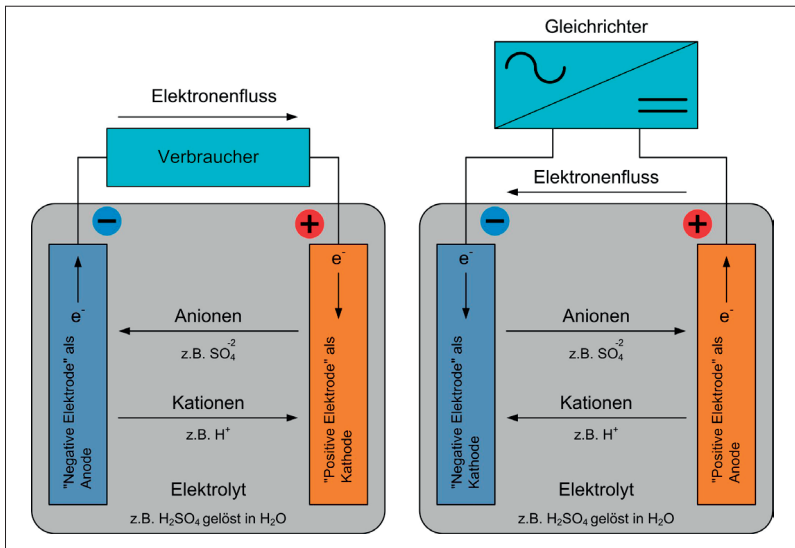 Elektronenfluss
Verbraucher
−
+
e⁻
e⁻
Anionen
z.B. SO₄⁻²
Kationen
z.B. H⁺
"Negative Elektrode" als
Anode
"Positive Elektrode" als
Kathode
Elektrolyt
z.B. H₂SO₄ gelöst in H₂O
Gleichrichter
Elektronenfluss
−
+
e⁻
e⁻
Anionen
z.B. SO₄⁻²
Kationen
z.B. H⁺
"Negative Elektrode" als
Kathode
"Positive Elektrode" als
Anode
Elektrolyt
z.B. H₂SO₄ gelöst in H₂O